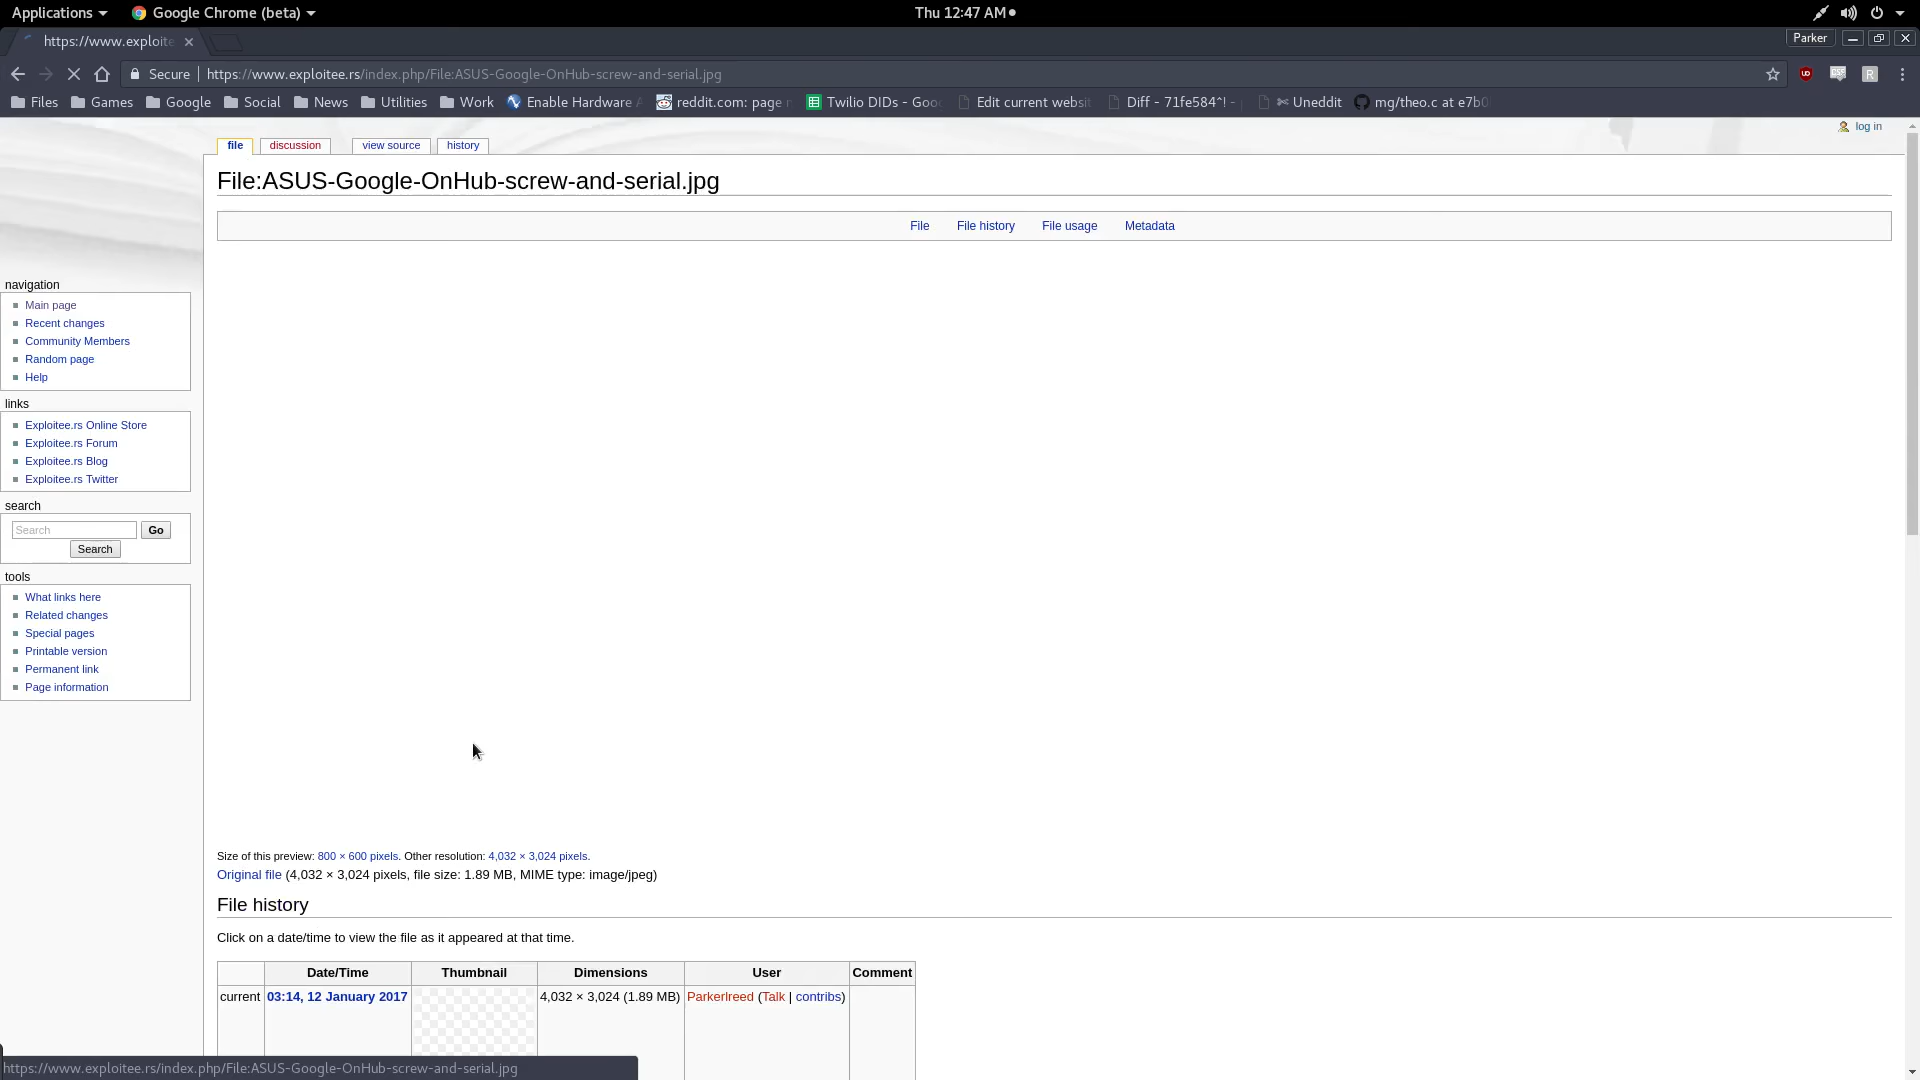 Applications Google Chrome (beta) Thu 12:47 AM
https://www.exploite Parker
Secure https://www.exploitee.rs/index.php/File:ASUS-Google-OnHub-screw-and-serial.jpg
Files Games Google Social News Utilities Work Enable Hardware reddit.com: page Twilio DIDs - Goo Edit current websi Diff - 71fe584^! - Uneddit mg/theo.c at e7b0
log in
file discussion view source history
File:ASUS-Google-OnHub-screw-and-serial.jpg
File File history File usage Metadata
navigation
Main page
Recent changes
Community Members
Random page
Help
links
Exploitee.rs Online Store
Exploitee.rs Forum
Exploitee.rs Blog
Exploitee.rs Twitter
search
Search Go
Search
tools
What links here
Related changes
Special pages
Printable version
Permanent link
Page information
Size of this preview: 800 × 600 pixels. Other resolution: 4,032 × 3,024 pixels.
Original file (4,032 × 3,024 pixels, file size: 1.89 MB, MIME type: image/jpeg)
File history
Click on a date/time to view the file as it appeared at that time.
Date/Time Thumbnail Dimensions User Comment
current 03:14, 12 January 2017 4,032 × 3,024 (1.89 MB) Parkerlreed (Talk | contribs)
https://www.exploitee.rs/index.php/File:ASUS-Google-OnHub-screw-and-serial.jpg